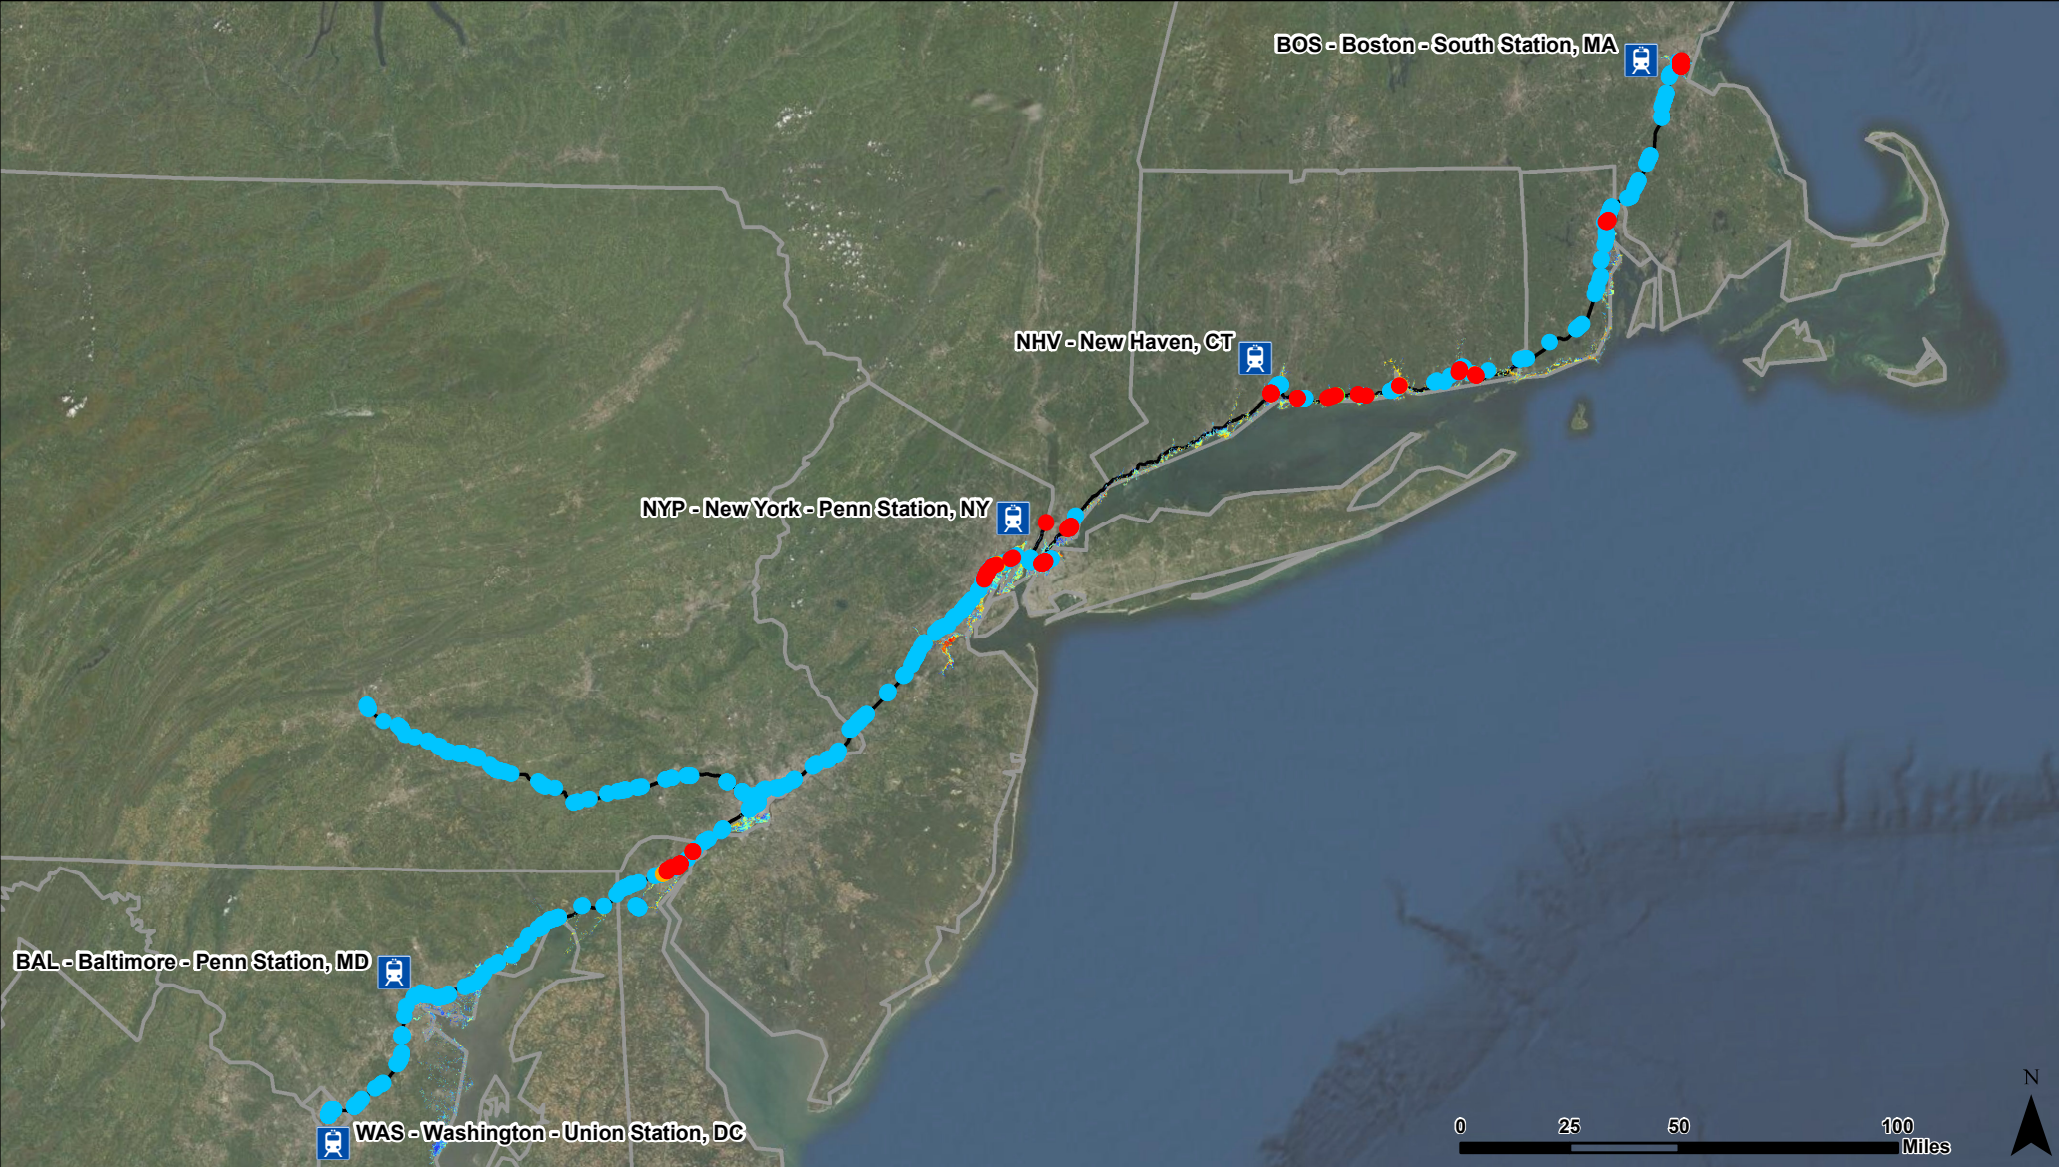 BOS - Boston - South Station, MA
NHV - New Haven, CT
NYP - New York - Penn Station, NY
BAL - Baltimore - Penn Station, MD
WAS - Washington - Union Station, DC
N
0 25 50 100
Miles